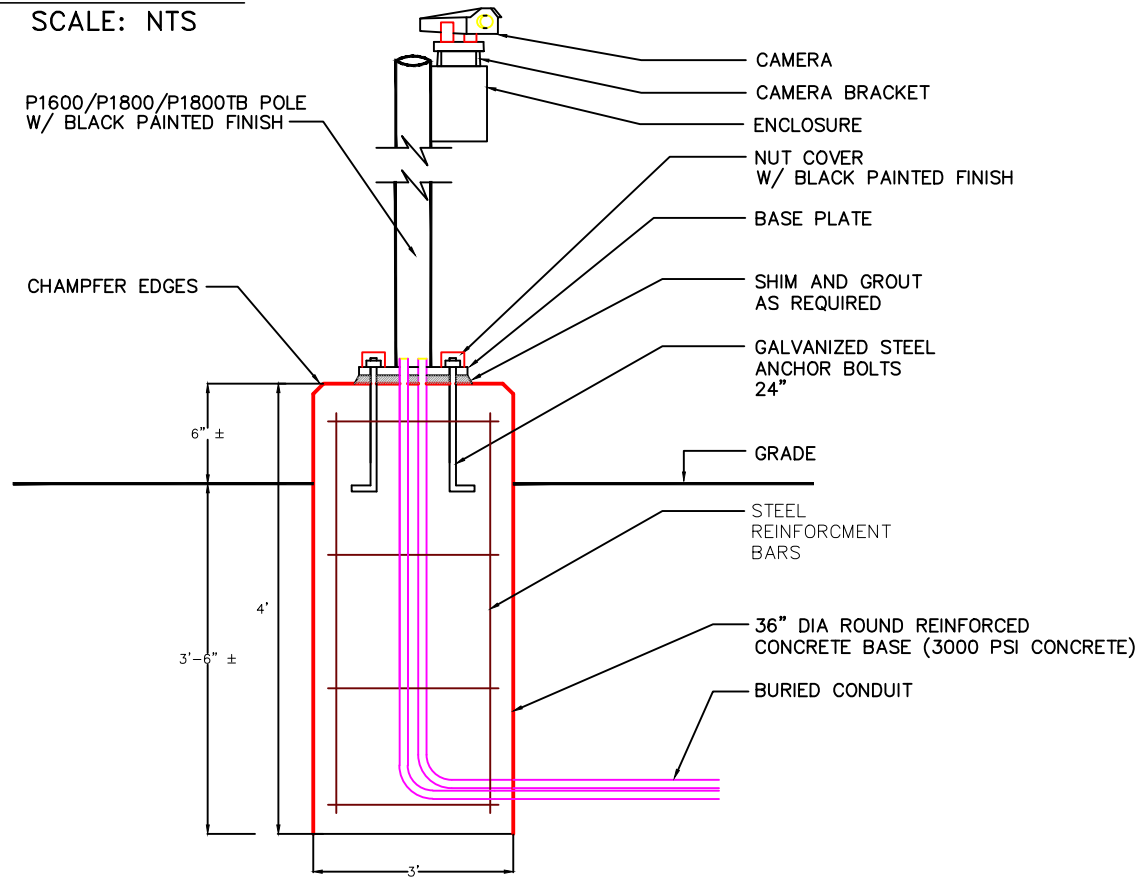 SCALE: NTS
P1600/P1800/P1800TB POLE
W/ BLACK PAINTED FINISH
CHAMPFER EDGES
CAMERA
CAMERA BRACKET
ENCLOSURE
NUT COVER
W/ BLACK PAINTED FINISH
BASE PLATE
SHIM AND GROUT
AS REQUIRED
GALVANIZED STEEL
ANCHOR BOLTS
24"
GRADE
STEEL
REINFORCMENT
BARS
36" DIA ROUND REINFORCED
CONCRETE BASE (3000 PSI CONCRETE)
BURIED CONDUIT
6" ±
4'
3'-6" ±
3'